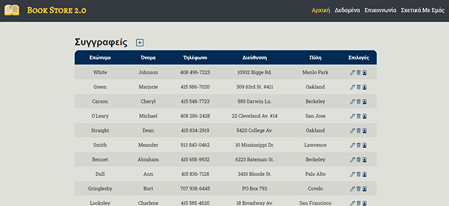 Book Store 2.0
Αρχική Δεδομένα Επικοινωνία Σχετικά Με Εμάς
Συγγραφείς
Επώνυμο Όνομα Τηλέφωνο Διεύθυνση Πόλη Επιλογές
White Johnson 408 496-7223 10932 Bigge Rd. Menlo Park
Green Marjorie 415 986-7020 309 63rd St. #411 Oakland
Carson Cheryl 415 548-7723 589 Darwin Ln. Berkeley
O'Leary Michael 408 286-2428 22 Cleveland Av. #14 San Jose
Straight Dean 415 834-2919 5420 College Av. Oakland
Smith Meander 913 843-0462 10 Mississippi Dr. Lawrence
Bennet Abraham 415 658-9932 6223 Bateman St. Berkeley
Dull Ann 415 836-7128 3410 Blonde St. Palo Alto
Gringlesby Burt 707 938-6445 PO Box 792 Covelo
Locksley Charlene 415 585-4620 18 Broadway Av.